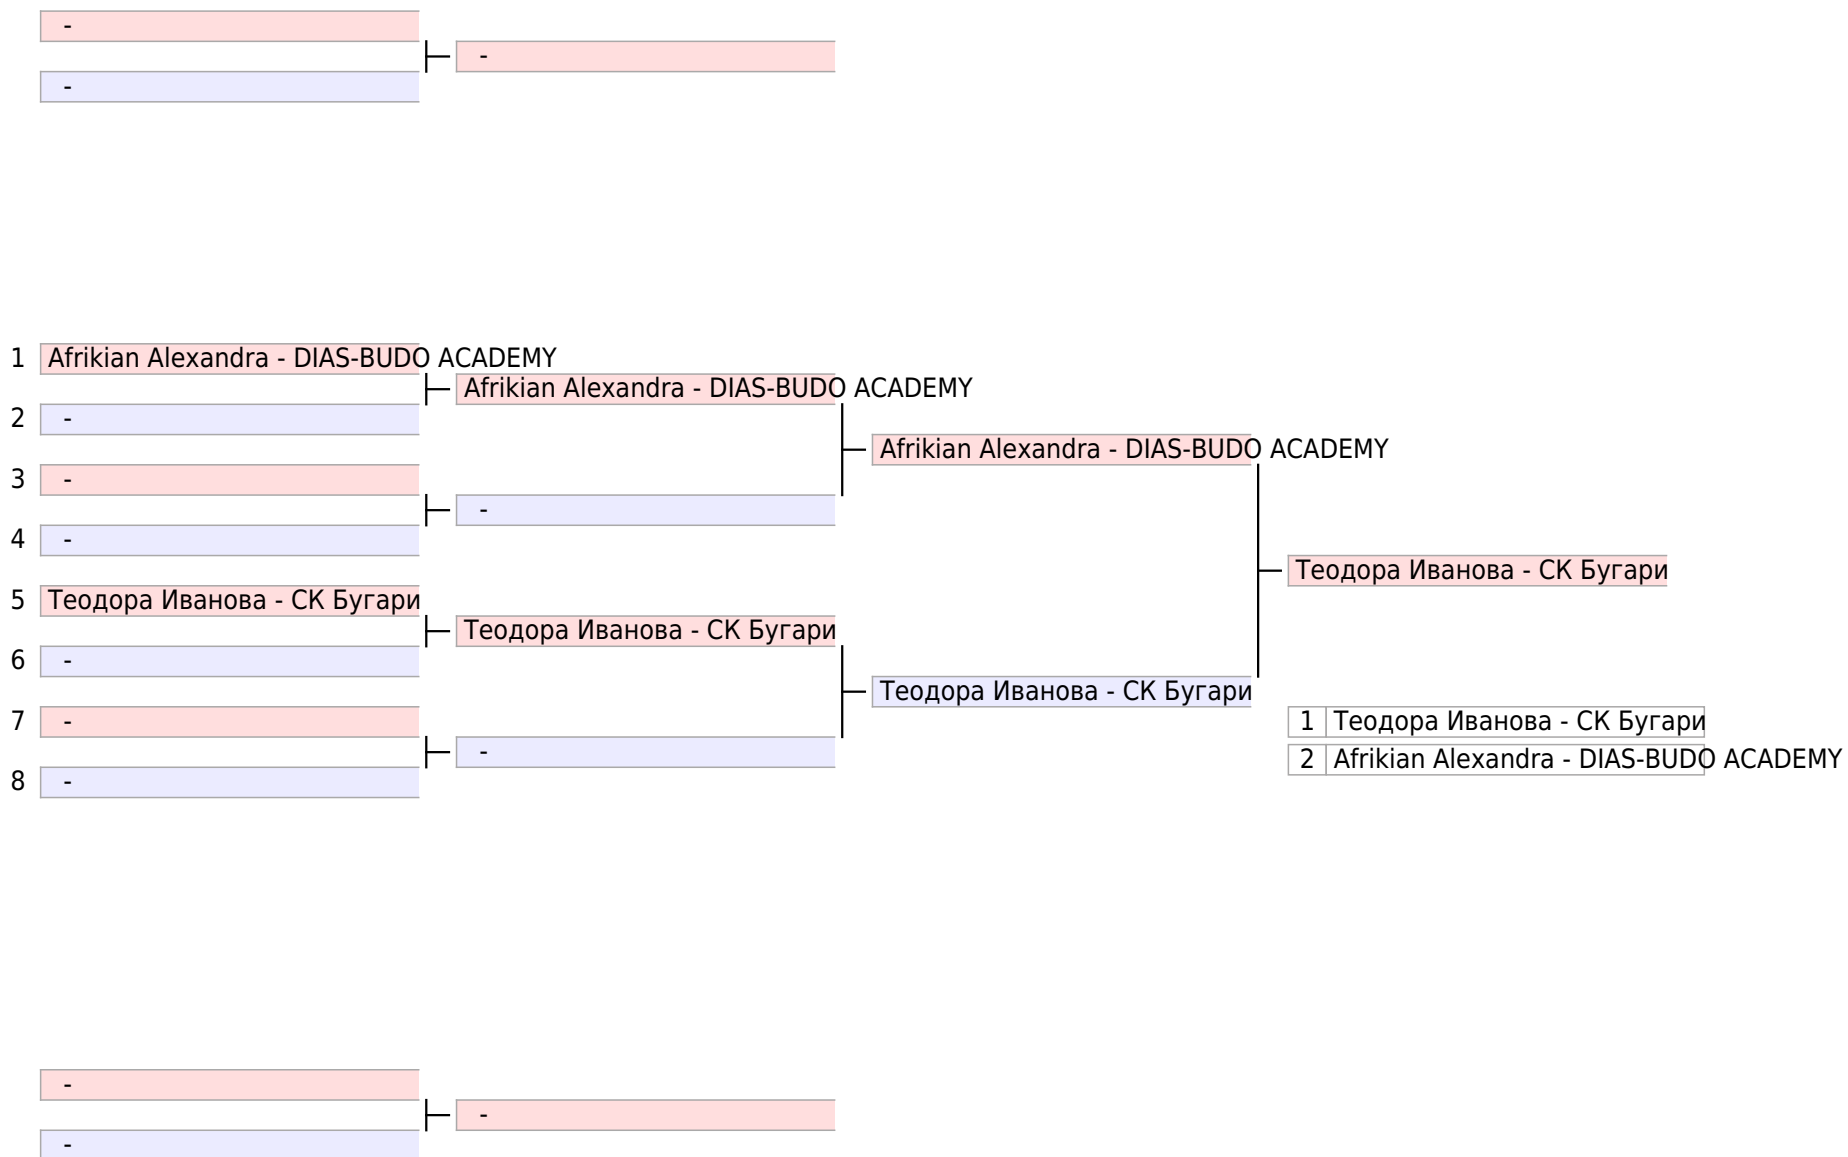 -
-
-
1 Afrikian Alexandra - DIAS-BUDO ACADEMY
Afrikian Alexandra - DIAS-BUDO ACADEMY
2 -
Afrikian Alexandra - DIAS-BUDO ACADEMY
3 -
-
4 -
Теодора Иванова - СК Бугари
5 Теодора Иванова - СК Бугари
Теодора Иванова - СК Бугари
6 -
Теодора Иванова - СК Бугари
7 -
1 Теодора Иванова - СК Бугари
-
2 Afrikian Alexandra - DIAS-BUDO ACADEMY
8 -
-
-
-